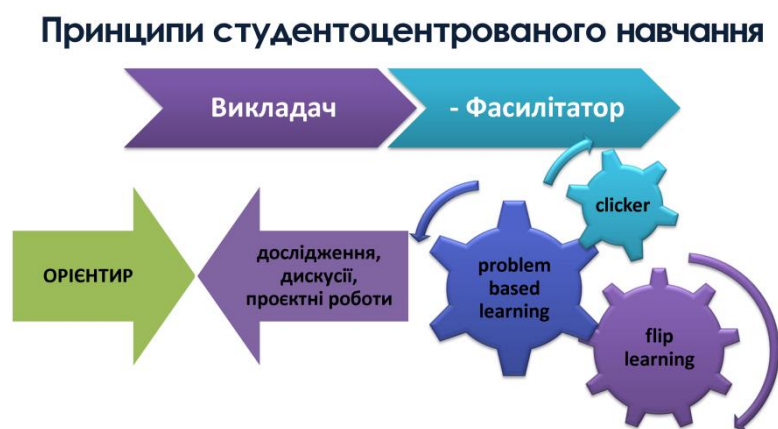 Принципи студентоцентрованого навчання
Викладач
- Фасилітатор
ОРІЄНТИР
дослідження,
дискусії,
проєктні роботи
clicker
problem
based
learning
flip
learning